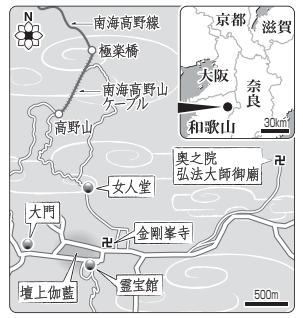 N
南海高野線
極楽橋
南海高野山
ケーブル
高野山
京都
滋賀
大阪
奈良
和歌山
30km
奥之院
弘法大師御廟
女人堂
大門
金剛峯寺
壇上伽藍
霊宝館
500m